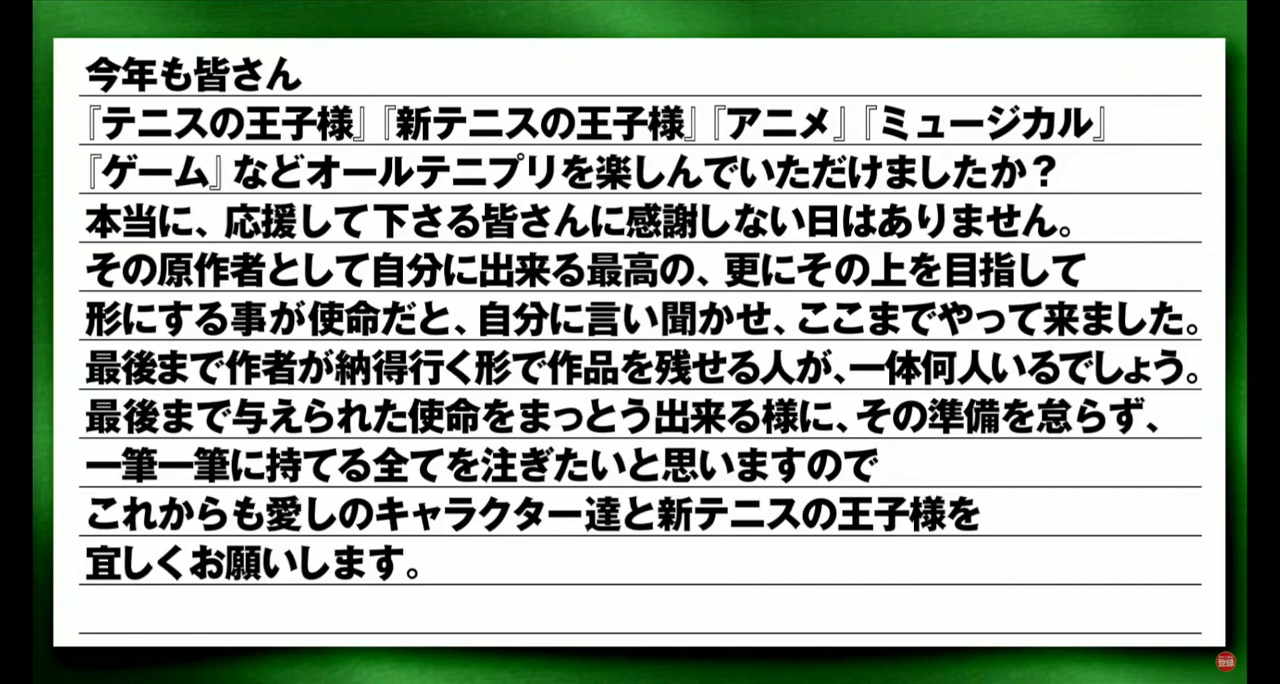 今年も皆さん
『テニスの王子様』『新テニスの王子様』『アニメ』『ミュージカル』
『ゲーム』などオールテニプリを楽しんでいただけましたか？
本当に、応援して下さる皆さんに感謝しない日はありません。
その原作者として自分に出来る最高の、更にその上を目指して
形にする事が使命だと、自分に言い聞かせ、ここまでやって来ました。
最後まで作者が納得行く形で作品を残せる人が、一体何人いるでしょう。
最後まで与えられた使命をまっとう出来る様に、その準備を怠らず、
一筆一筆に持てる全てを注ぎたいと思いますので
これからも愛しのキャラクター達と新テニスの王子様を
宜しくお願いします。
登録